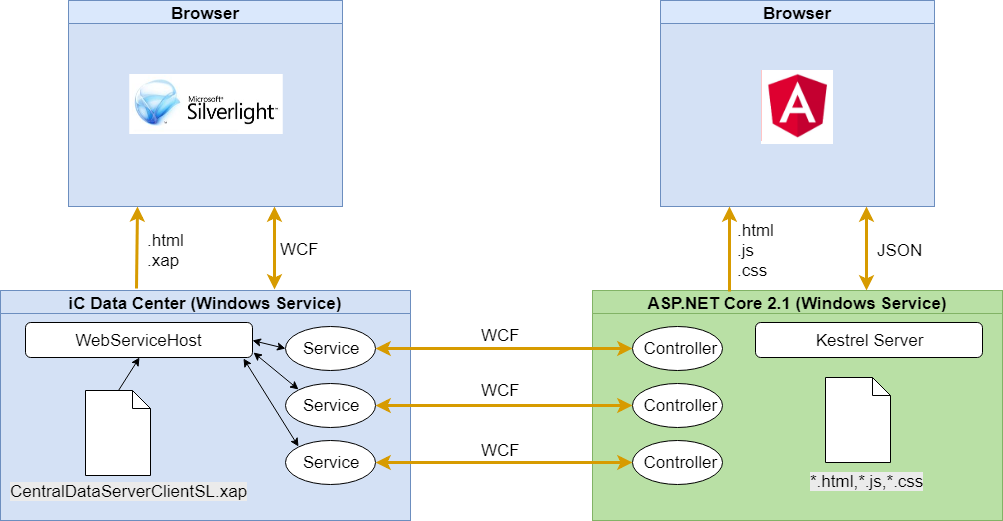 Browser
Browser
Microsoft®
Silverlight™
.html
.xap
WCF
.html
.js
.css
JSON
iC Data Center (Windows Service)
ASP.NET Core 2.1 (Windows Service)
WebServiceHost
Service
Service
Service
CentralDataServerClientSL.xap
WCF
WCF
WCF
Controller
Controller
Controller
Kestrel Server
*.html,*.js,*.css